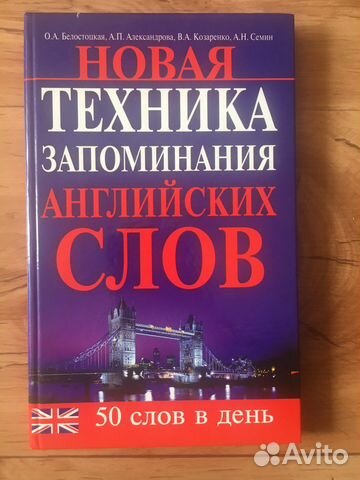 О.А. Белостоцкая, А.П. Александрова, В.А. Козаренко, А.Н. Семин
НОВАЯ
ТЕХНИКА
ЗАПОМИНАНИЯ
АНГЛИЙСКИХ
СЛОВ
50 слов в день
Avito